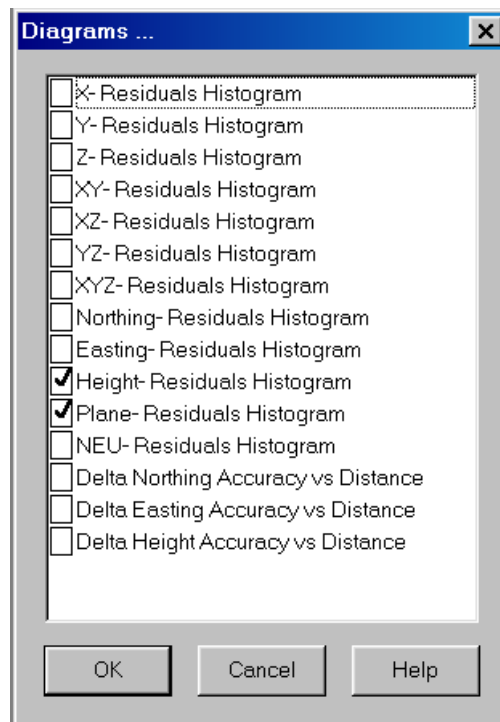 Diagrams ...
X- Residuals Histogram
Y- Residuals Histogram
Z- Residuals Histogram
XY- Residuals Histogram
XZ- Residuals Histogram
YZ- Residuals Histogram
XYZ- Residuals Histogram
Northing- Residuals Histogram
Easting- Residuals Histogram
Height- Residuals Histogram
Plane- Residuals Histogram
NEU- Residuals Histogram
Delta Northing Accuracy vs Distance
Delta Easting Accuracy vs Distance
Delta Height Accuracy vs Distance
OK Cancel Help